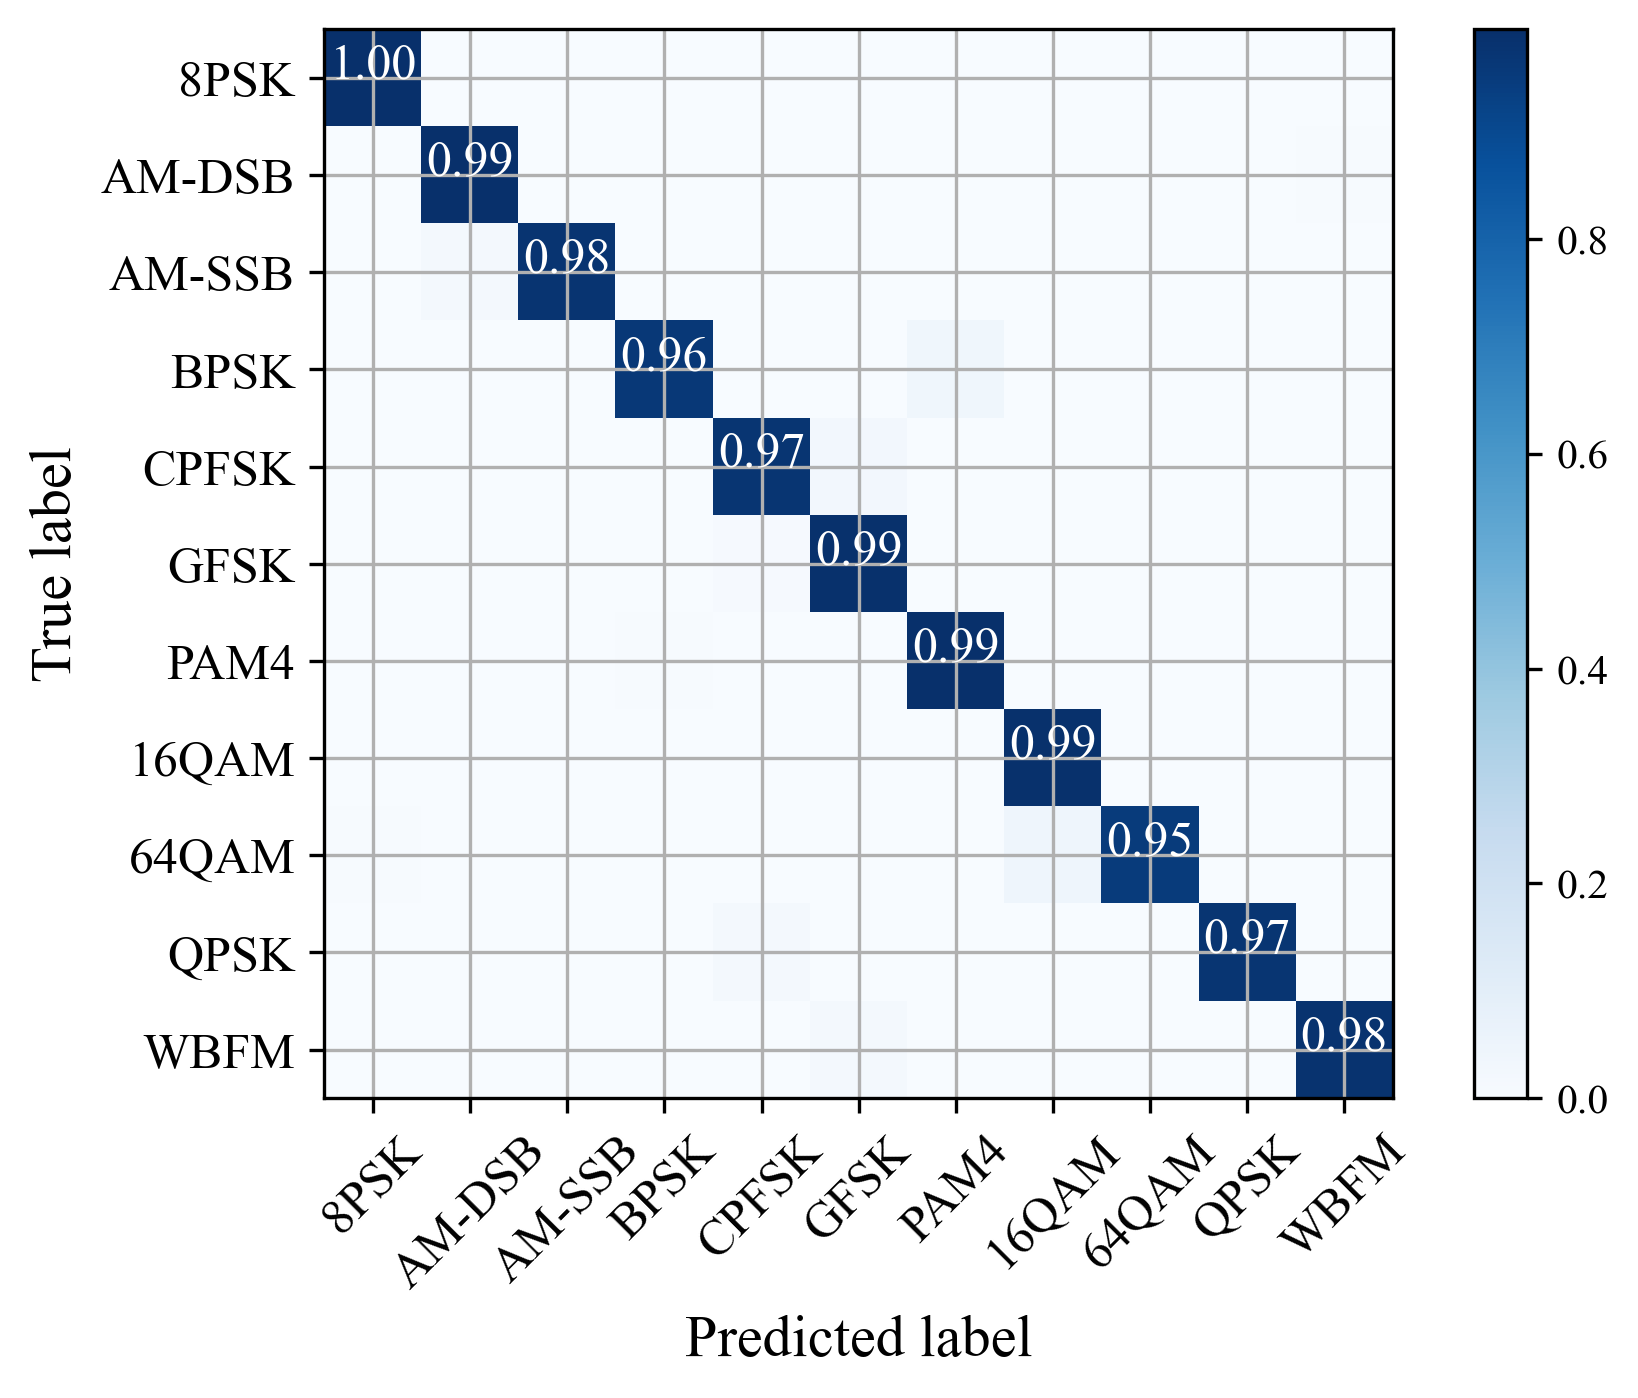 True label
8PSK
AM-DSB
AM-SSB
BPSK
CPFSK
GFSK
PAM4
16QAM
64QAM
QPSK
WBFM
1.00
0.99
0.98
0.96
0.97
0.99
0.99
0.99
0.95
0.97
0.98
8PSK
AM-DSB
AM-SSB
BPSK
CPFSK
GFSK
PAM4
16QAM
64QAM
QPSK
WBFM
Predicted label
0.8
0.6
0.4
0.2
0.0